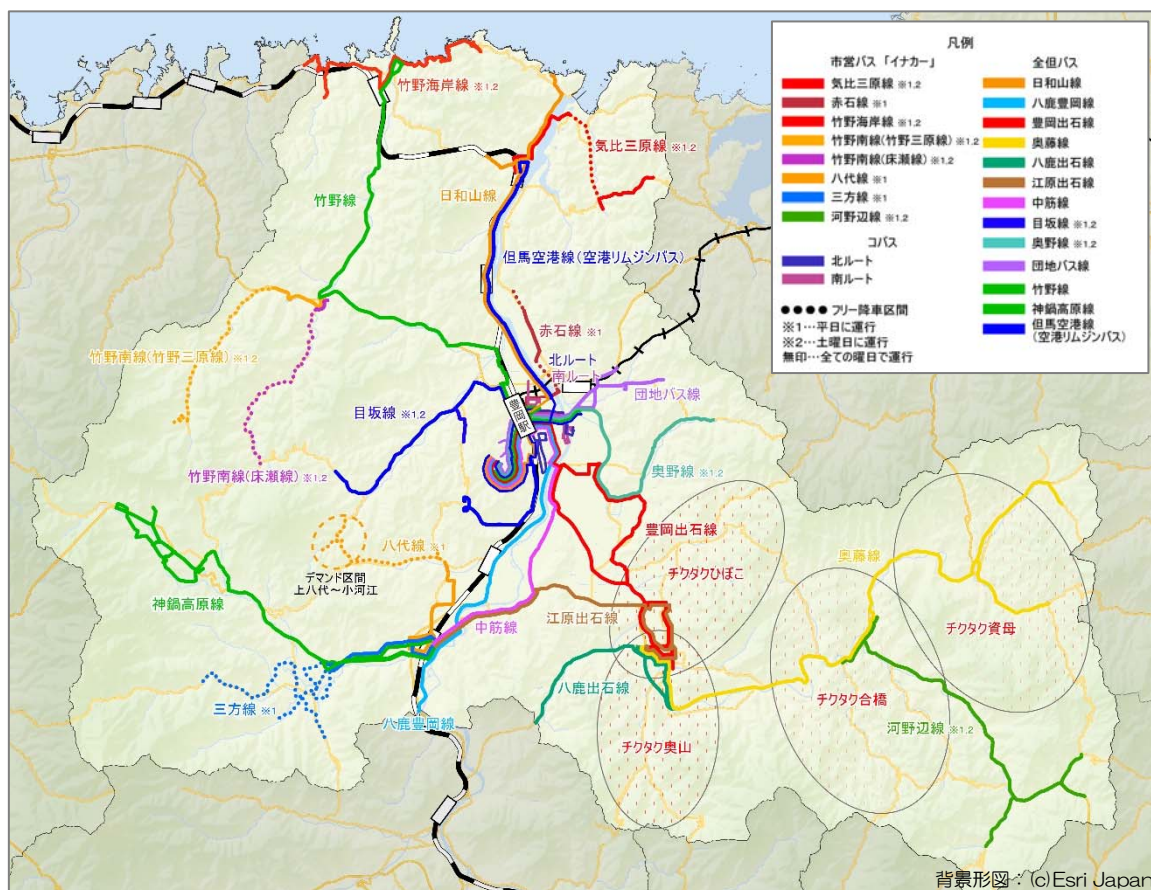 凡例
市営バス「イナカー」
気比三原線 ※1,2
赤石線 ※1
竹野海岸線 ※1,2
竹野南線(竹野三原線) ※1,2
竹野南線(床瀬線) ※1,2
八代線 ※1
三方線 ※1
河野辺線 ※1,2
コバス
北ルート
南ルート
●●●● フリー降車区間
※1…平日に運行
※2…土曜日に運行
無印…全ての曜日で運行
全但バス
日和山線
八鹿豊岡線
豊岡出石線
奥藤線
八鹿出石線
江原出石線
中筋線
目坂線 ※1,2
奥野線 ※1,2
団地バス線
竹野線
神鍋高原線
但馬空港線
(空港リムジンバス)
竹野海岸線 ※1,2
気比三原線 ※1,2
日和山線
竹野線
但馬空港線(空港リムジンバス)
赤石線 ※1
北ルート
南ルート
竹野南線(竹野三原線) ※1,2
団地バス線
豊岡駅
目坂線 ※1,2
竹野南線(床瀬線) ※1,2
奥野線 ※1,2
豊岡出石線
八代線 ※1
デマンド区間
上八代～小河江
チクタクひぼこ
奥藤線
神鍋高原線
江原出石線
中筋線
チクタク資母
八鹿出石線
チクタク合橋
三方線 ※1
八鹿豊岡線
河野辺線 ※1,2
チクタク奥山
背景形図：(c)Esri Japan